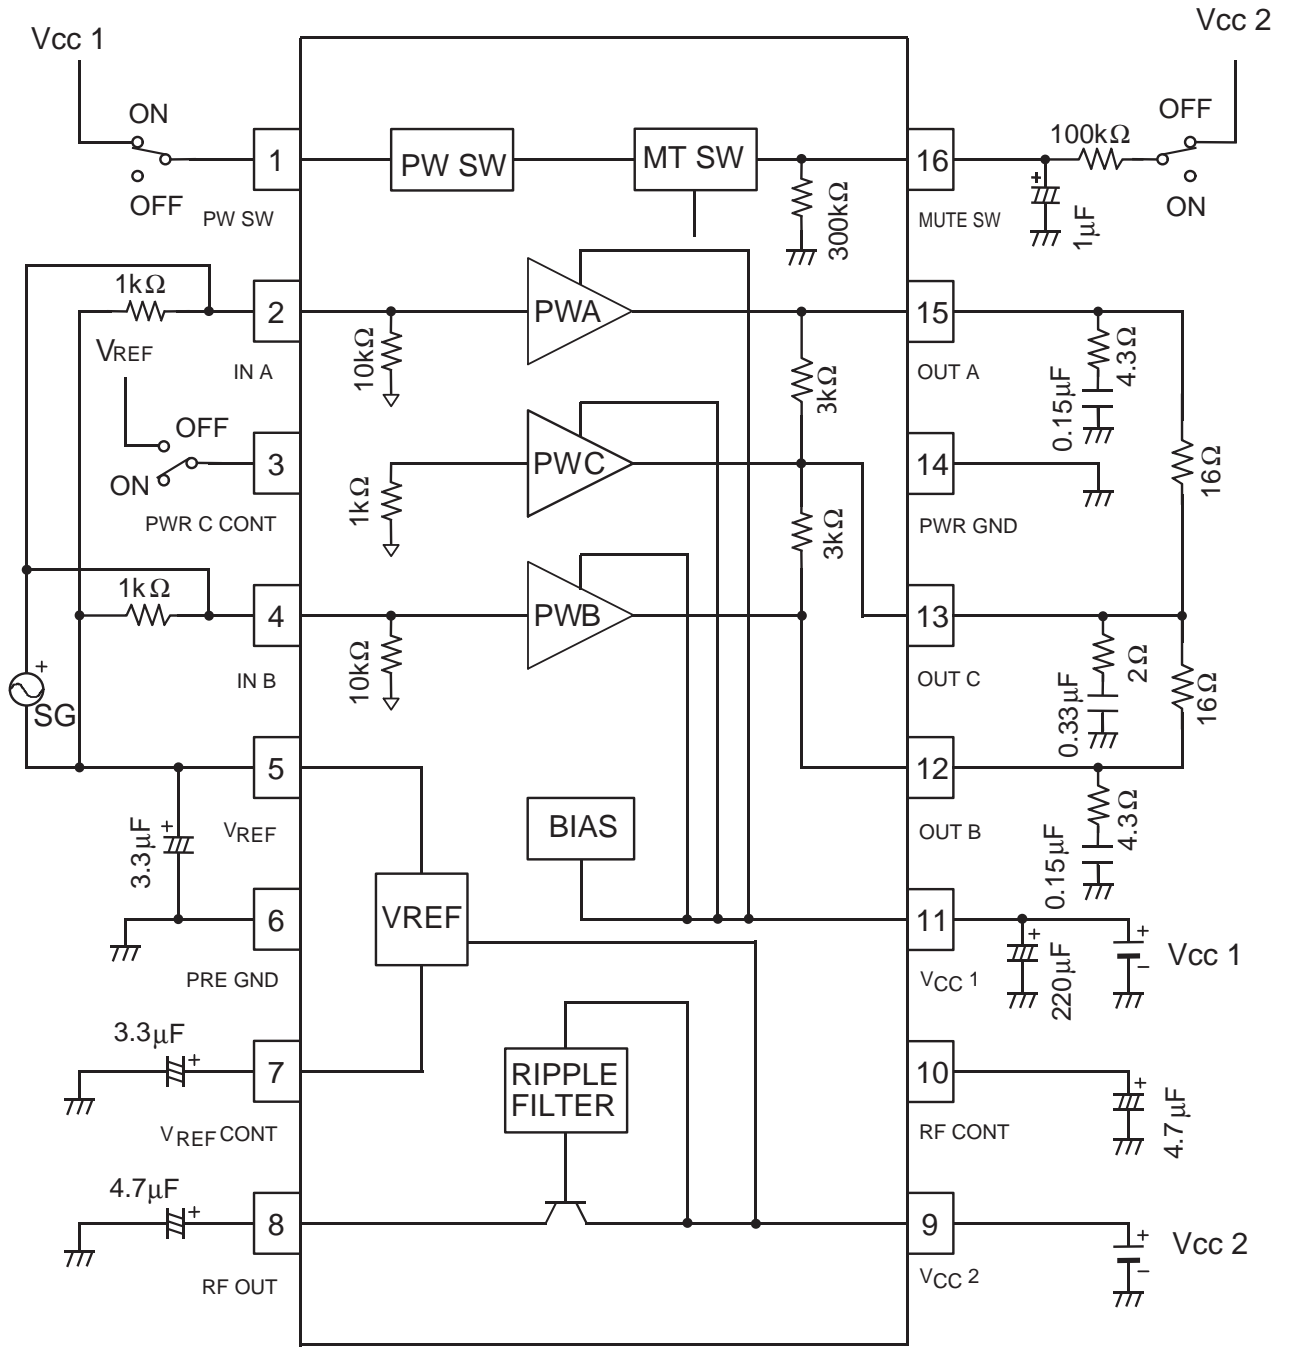 Vcc 1
Vcc 2
ON
OFF
1
PW SW
PW SW
MT SW
300kΩ
16
MUTE SW
100kΩ
1µF
OFF
ON
1kΩ
2
IN A
10kΩ
PWA
3kΩ
15
OUT A
4.3Ω
0.15µF
VREF
OFF
ON
3
PWR C CONT
1kΩ
PWC
3kΩ
14
PWR GND
16Ω
1kΩ
4
IN B
10kΩ
PWB
13
OUT C
2Ω
0.33µF
16Ω
+
SG
5
VREF
+
3.3µF
BIAS
12
OUT B
4.3Ω
0.15µF
6
PRE GND
VREF
11
VCC 1
+
220µF
+
−
Vcc 1
3.3µF
+
7
VREF CONT
RIPPLE
FILTER
10
RF CONT
+
4.7µF
4.7µF
+
8
RF OUT
9
VCC 2
+
−
Vcc 2
+